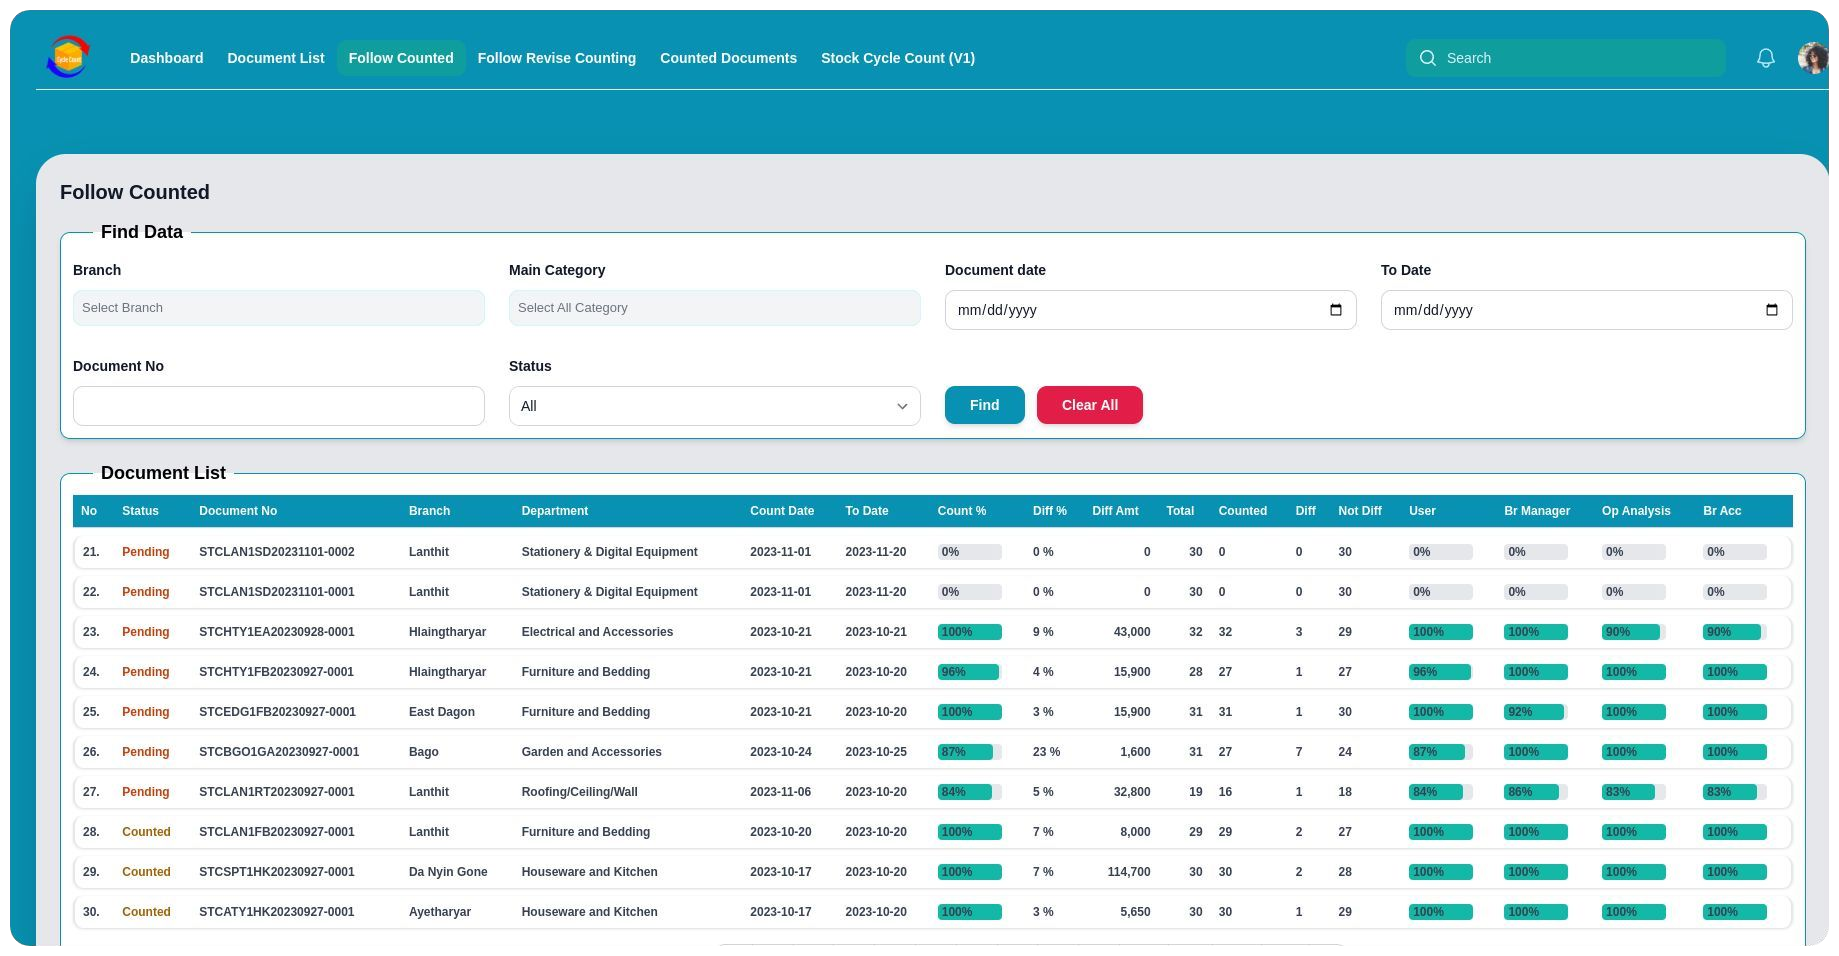 Cycle Count
Dashboard Document List Follow Counted Follow Revise Counting Counted Documents Stock Cycle Count (V1) Search
Follow Counted
Find Data
Branch Main Category Document date To Date
Select Branch Select All Category mm/dd/yyyy mm/dd/yyyy
Document No Status
All Find Clear All
Document List
No Status Document No Branch Department Count Date To Date Count % Diff % Diff Amt Total Counted Diff Not Diff User Br Manager Op Analysis Br Acc
21. Pending STCLAN1SD20231101-0002 Lanthit Stationery & Digital Equipment 2023-11-01 2023-11-20 0% 0 % 0 30 0 0 30 0% 0% 0% 0%
22. Pending STCLAN1SD20231101-0001 Lanthit Stationery & Digital Equipment 2023-11-01 2023-11-20 0% 0 % 0 30 0 0 30 0% 0% 0% 0%
23. Pending STCHTY1EA20230928-0001 Hlaingtharyar Electrical and Accessories 2023-10-21 2023-10-21 100% 9 % 43,000 32 32 3 29 100% 100% 90% 90%
24. Pending STCHTY1FB20230927-0001 Hlaingtharyar Furniture and Bedding 2023-10-21 2023-10-20 96% 4 % 15,900 28 27 1 27 96% 100% 100% 100%
25. Pending STCEDG1FB20230927-0001 East Dagon Furniture and Bedding 2023-10-21 2023-10-20 100% 3 % 15,900 31 31 1 30 100% 92% 100% 100%
26. Pending STCBGO1GA20230927-0001 Bago Garden and Accessories 2023-10-24 2023-10-25 87% 23 % 1,600 31 27 7 24 87% 100% 100% 100%
27. Pending STCLAN1RT20230927-0001 Lanthit Roofing/Ceiling/Wall 2023-11-06 2023-10-20 84% 5 % 32,800 19 16 1 18 84% 86% 83% 83%
28. Counted STCLAN1FB20230927-0001 Lanthit Furniture and Bedding 2023-10-20 2023-10-20 100% 7 % 8,000 29 29 2 27 100% 100% 100% 100%
29. Counted STCSPT1HK20230927-0001 Da Nyin Gone Houseware and Kitchen 2023-10-17 2023-10-20 100% 7 % 114,700 30 30 2 28 100% 100% 100% 100%
30. Counted STCATY1HK20230927-0001 Ayetharyar Houseware and Kitchen 2023-10-17 2023-10-20 100% 3 % 5,650 30 30 1 29 100% 100% 100% 100%